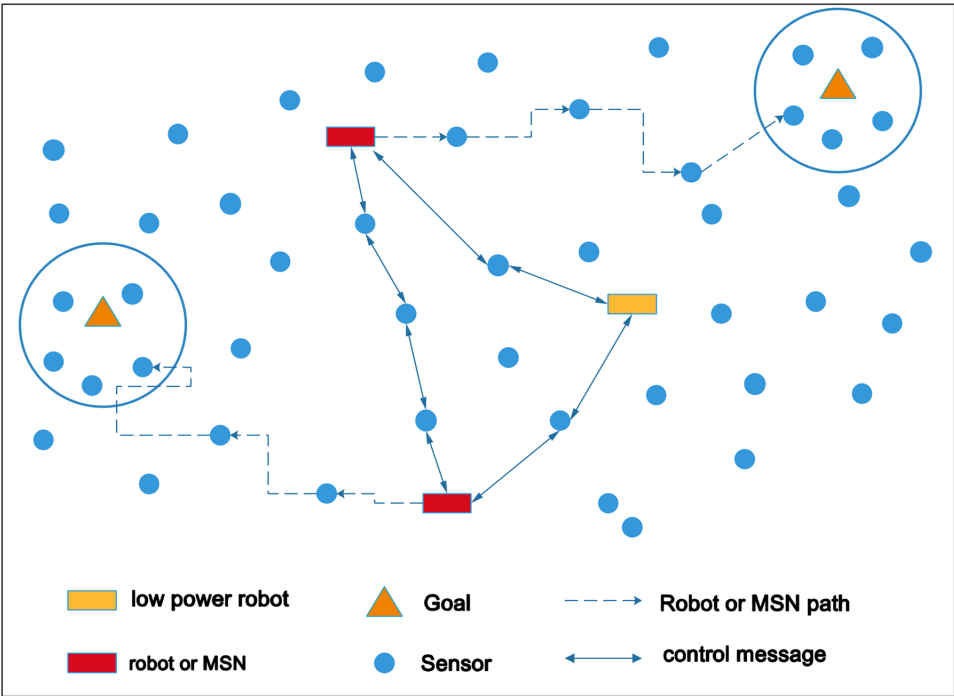 low power robot
Goal
Robot or MSN path
robot or MSN
Sensor
control message